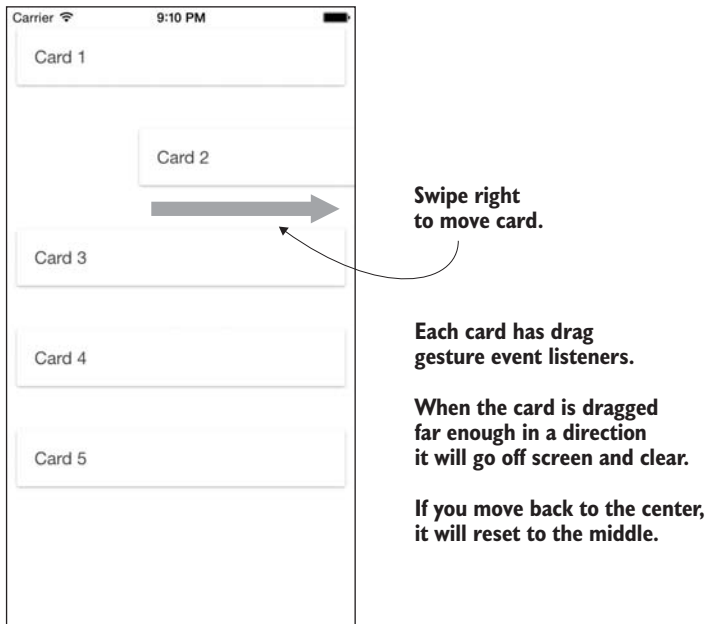 Carrier 9:10 PM
Card 1
Card 2
Card 3
Card 4
Card 5
Swipe right
to move card.
Each card has drag
gesture event listeners.
When the card is dragged
far enough in a direction
it will go off screen and clear.
If you move back to the center,
it will reset to the middle.